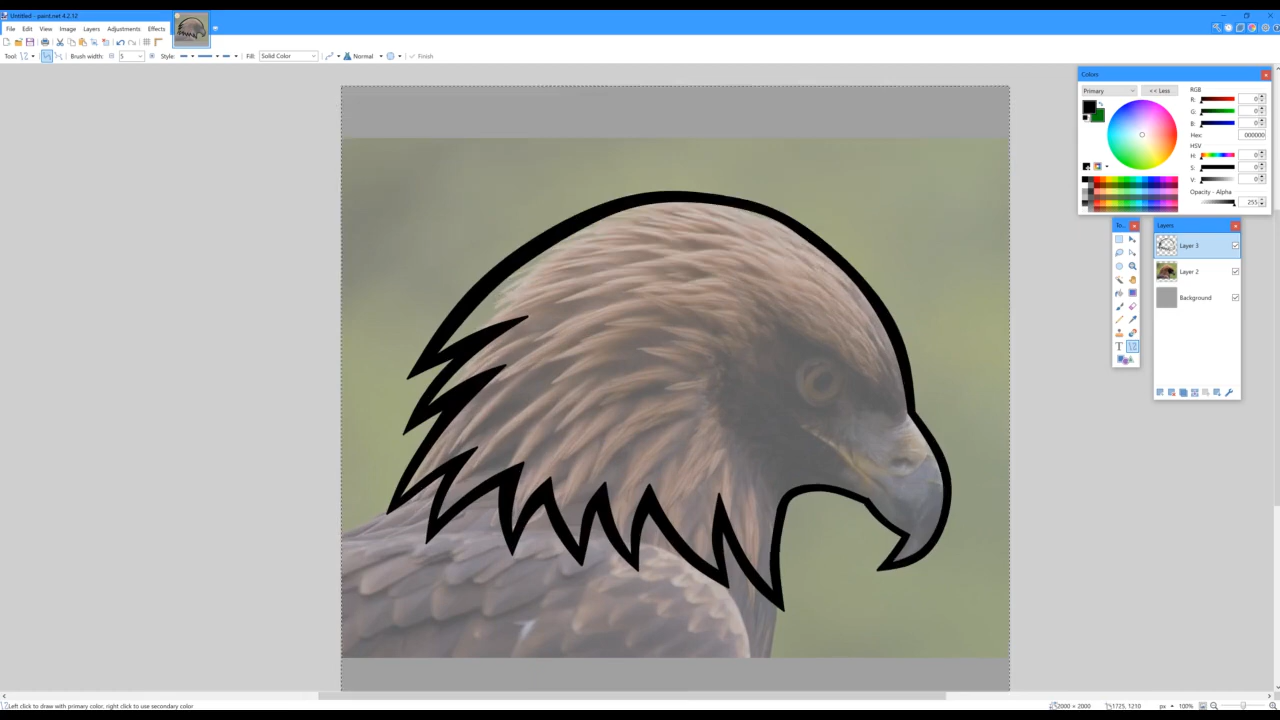 Untitled - paint.net 4.2.12
File Edit View Image Layers Adjustments Effects
Tool: Brush width: 5 Style: Fill: Solid Color Normal Finish
Colors
Primary << Less RGB
R: 0
G: 0
B: 0
Hex: 000000
HSV
H: 0
S: 0
V: 0
Opacity - Alpha
255
To... Layers
Layer 3
Layer 2
Background
T
Left click to draw with primary color, right click to use secondary color 2000 × 2000 1725, 1210 px 100%